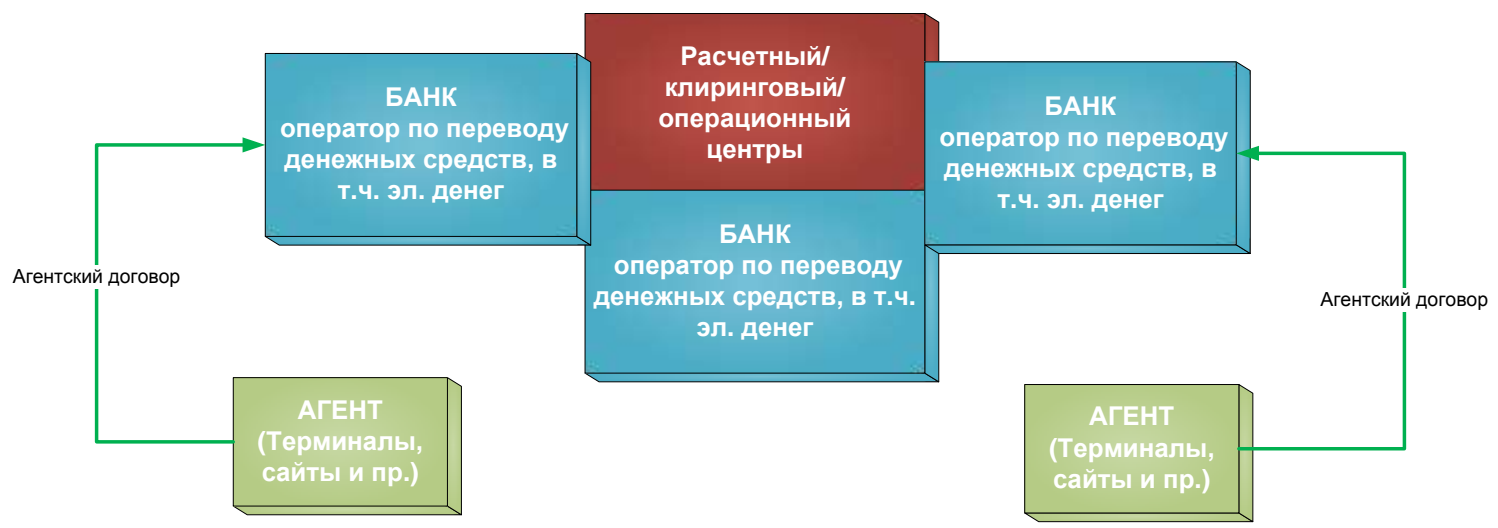 Расчетный/
клиринговый/
операционный
центры
БАНК
оператор по переводу
денежных средств, в
т.ч. эл. денег
БАНК
оператор по переводу
денежных средств, в
т.ч. эл. денег
БАНК
оператор по переводу
денежных средств, в т.ч.
эл. денег
Агентский договор
Агентский договор
АГЕНТ
(Терминалы,
сайты и пр.)
АГЕНТ
(Терминалы,
сайты и пр.)